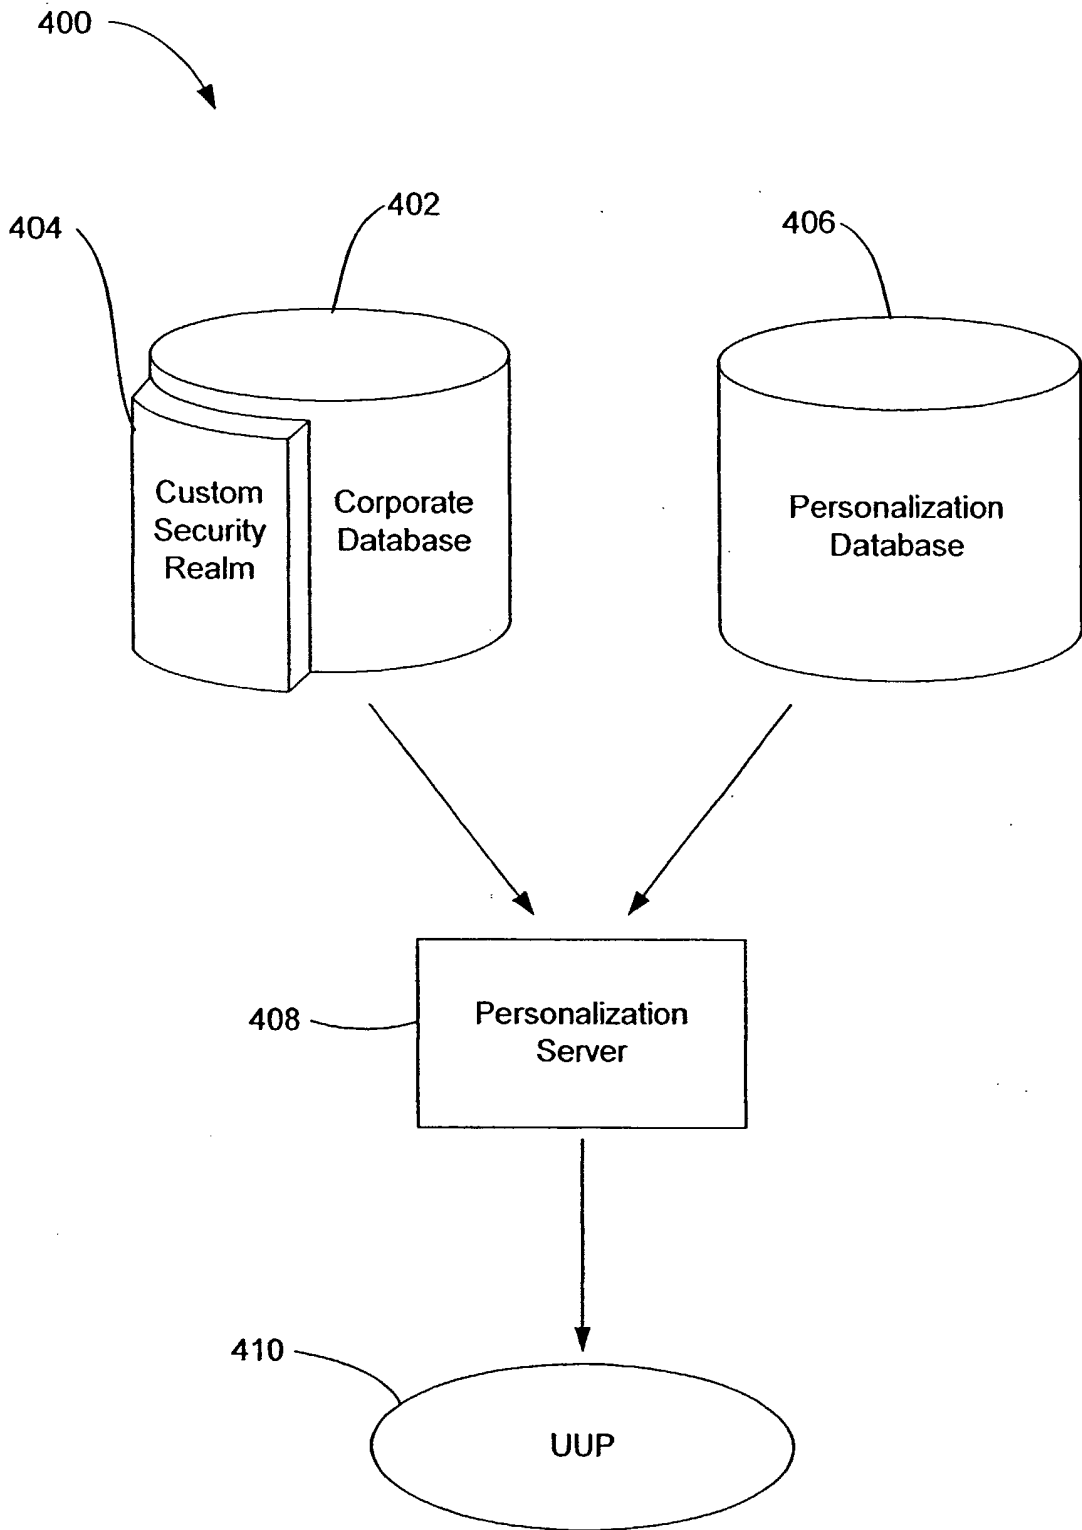 400
402
404
406
Custom
Security
Realm
Corporate
Database
Personalization
Database
408
Personalization
Server
410
UUP